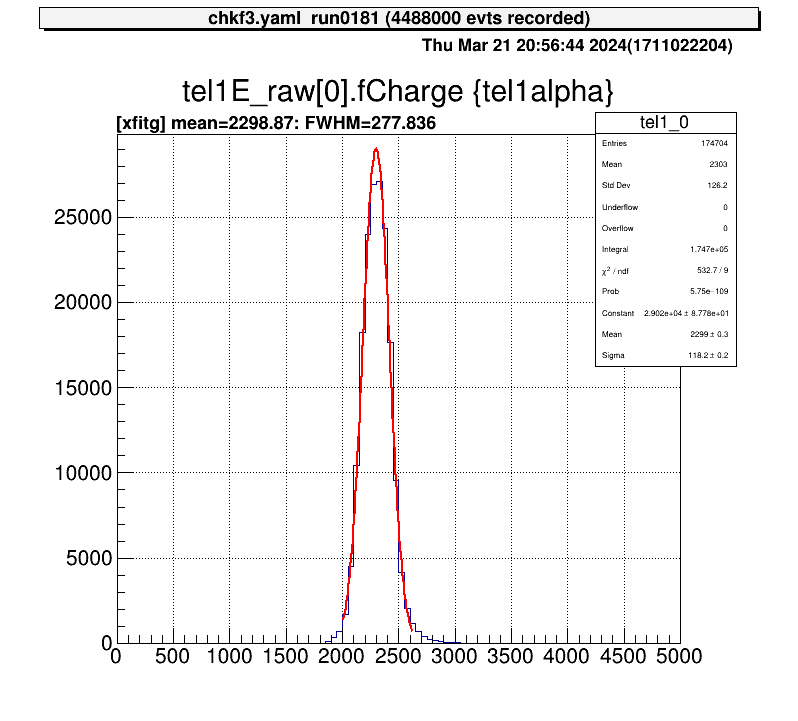 chkf3.yaml run0181 (4488000 evts recorded)
Thu Mar 21 20:56:44 2024(1711022204)
tel1E_raw[0].fCharge {tel1alpha}
[xfitg] mean=2298.87: FWHM=277.836
tel1_0
Entries 174704
Mean 2303
Std Dev 126.2
Underflow 0
Overflow 0
Integral 1.747e+05
χ² / ndf 532.7 / 9
Prob 5.75e−109
Constant 2.902e+04 ± 8.778e+01
Mean 2299 ± 0.3
Sigma 118.2 ± 0.2
25000
20000
15000
10000
5000
0
0 500 1000 1500 2000 2500 3000 3500 4000 4500 5000